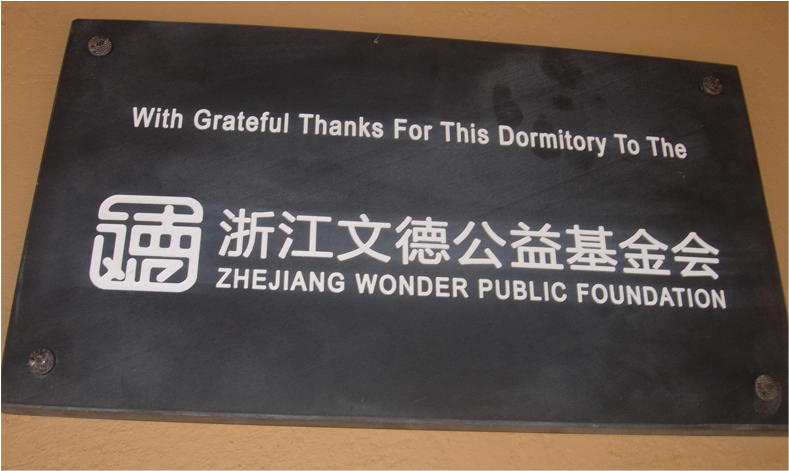 With Grateful Thanks For This Dormitory To The
浙江文德公益基金会
ZHEJIANG WONDER PUBLIC FOUNDATION